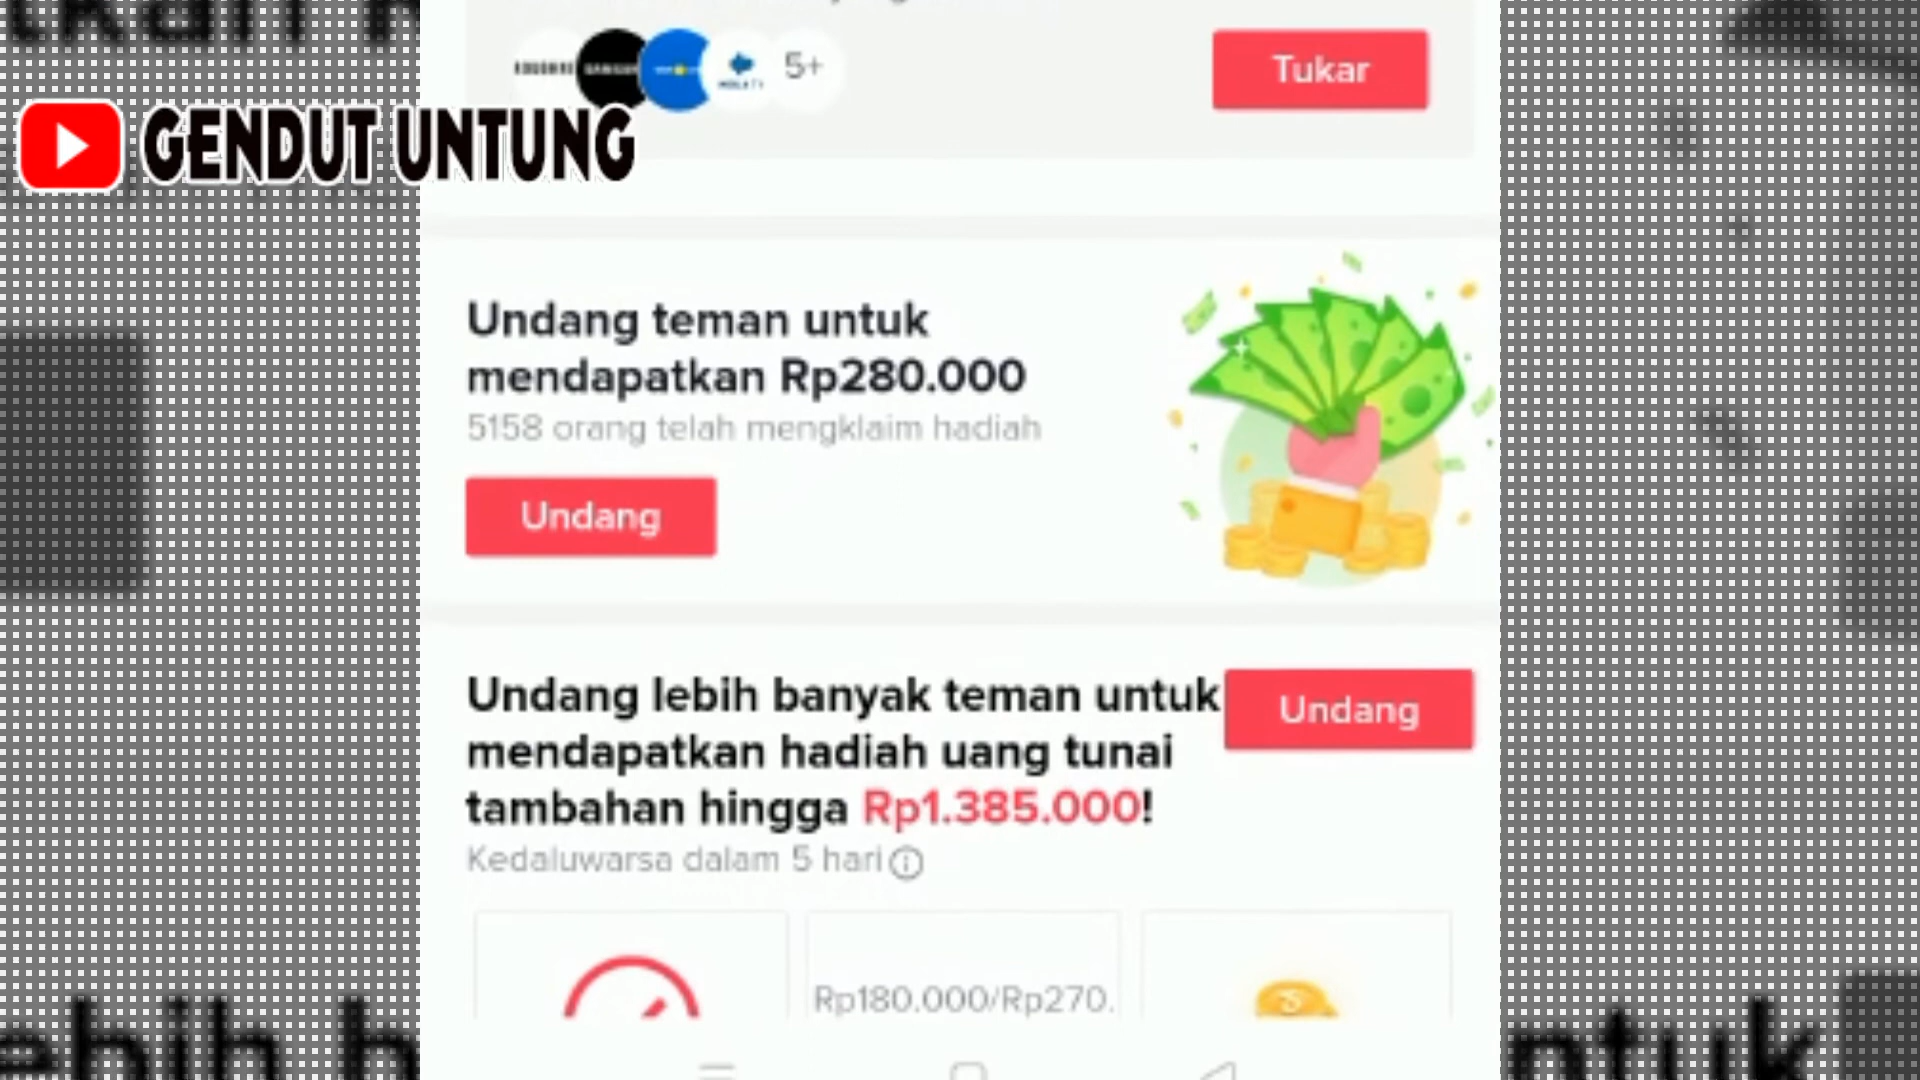 5+
Tukar
GENDUT UNTUNG
Undang teman untuk
mendapatkan Rp280.000
5158 orang telah mengklaim hadiah
Undang
Undang lebih banyak teman untuk
mendapatkan hadiah uang tunai
tambahan hingga Rp1.385.000!
Undang
Kedaluwarsa dalam 5 hari
Rp180.000/Rp270.